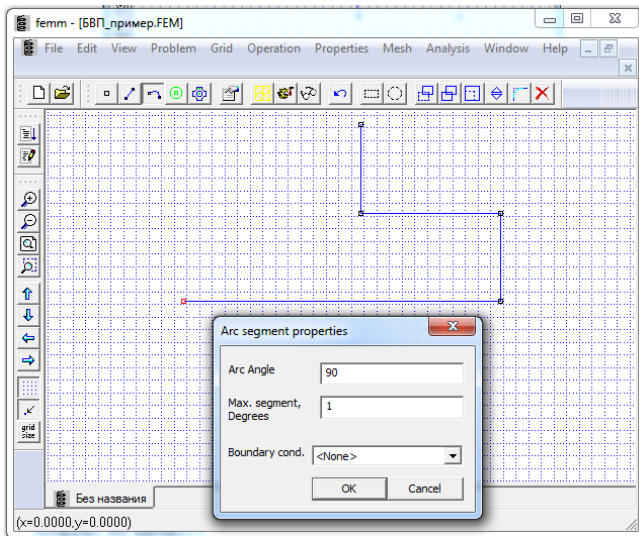 femm - [БВП_пример.FEM]
File Edit View Problem Grid Operation Properties Mesh Analysis Window Help
grid
size
Arc segment properties
Arc Angle 90
Max. segment, 1
Degrees
Boundary cond. <None>
OK Cancel
Без названия
(x=0.0000,y=0.0000)